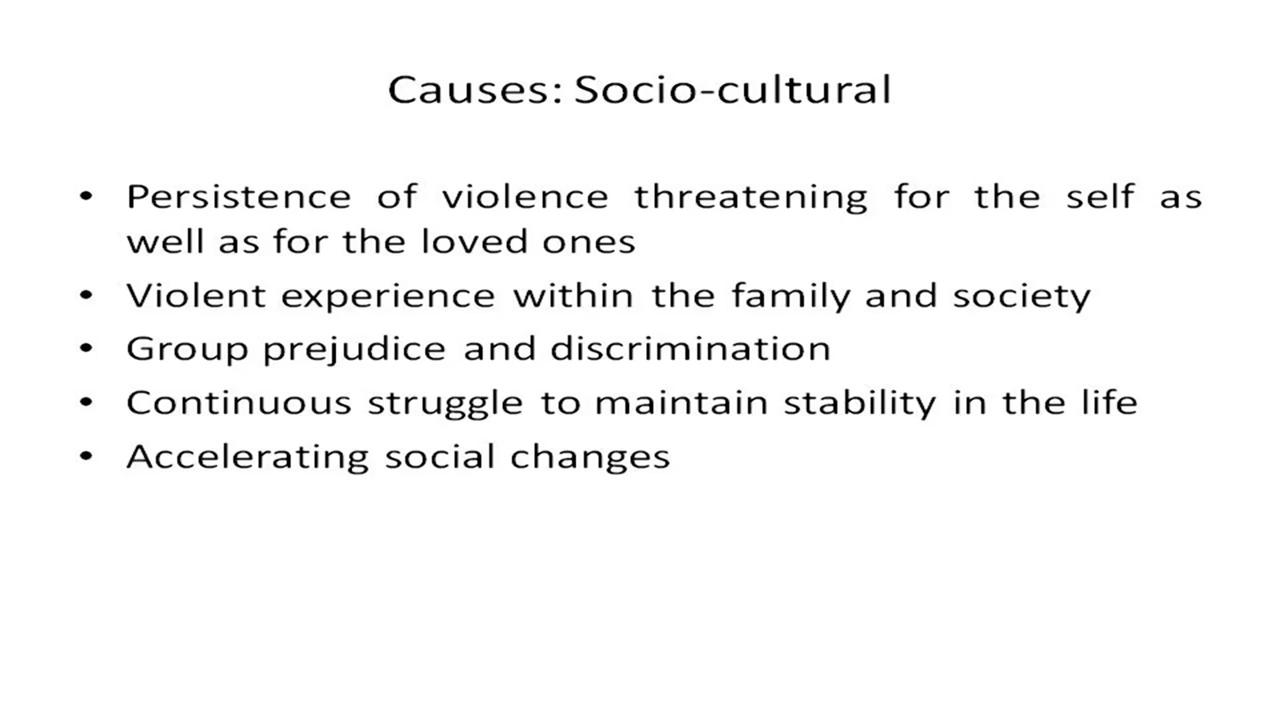 Causes: Socio-cultural
• Persistence of violence threatening for the self as
well as for the loved ones
• Violent experience within the family and society
• Group prejudice and discrimination
• Continuous struggle to maintain stability in the life
• Accelerating social changes